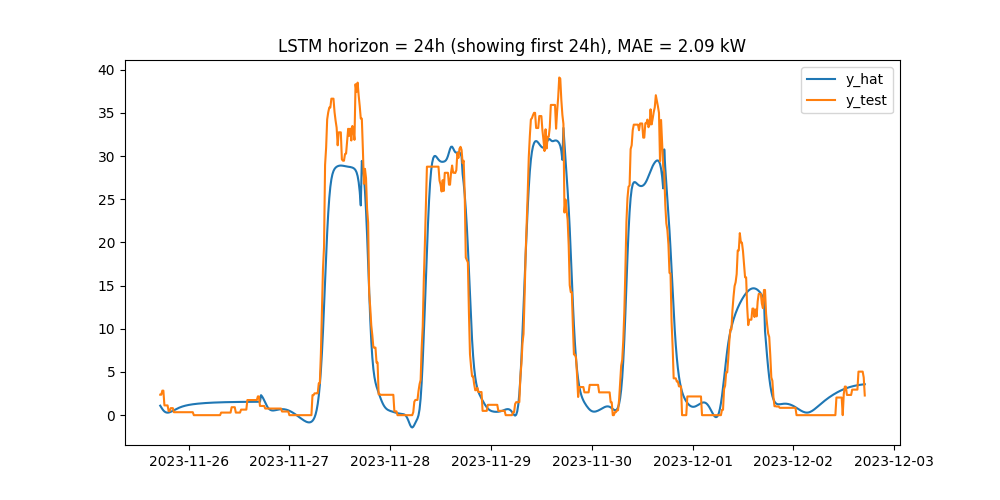 LSTM horizon = 24h (showing first 24h), MAE = 2.09 kW
y_hat
y_test
40
35
30
25
20
15
10
5
0
2023-11-26 2023-11-27 2023-11-28 2023-11-29 2023-11-30 2023-12-01 2023-12-02 2023-12-03